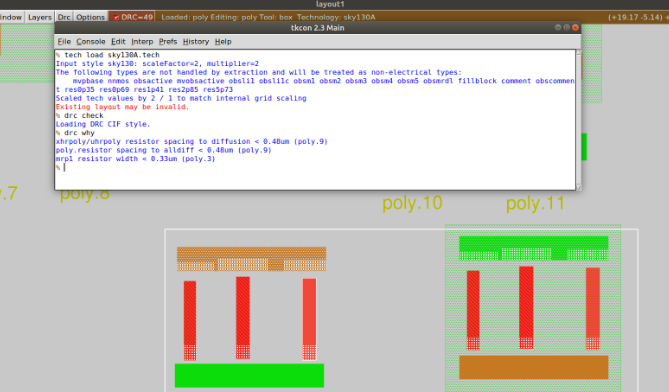 layout1
indow Layers Drc Options DRC=49 Loaded: poly Editing: poly Tool: box Technology: sky130A (+19.17 -5.14) +
tkcon 2.3 Main
File Console Edit Interp Prefs History Help
% tech load sky130A.tech
Input style sky130: scaleFactor=2, multiplier=2
The following types are not handled by extraction and will be treated as non-electrical types:
mvpbase nnmos obsactive mvobsactive obsli1 obsli1c obsm1 obsm2 obsm3 obsm4 obsm5 obsmrdl fillblock comment obscommen
t res0p35 res0p69 res1p41 res2p85 res5p73
Scaled tech values by 2 / 1 to match internal grid scaling
Existing layout may be invalid.
% drc check
Loading DRC CIF style.
% drc why
xhrpoly/uhrpoly resistor spacing to diffusion < 0.48um (poly.9)
poly.resistor spacing to alldiff < 0.48um (poly.9)
mrp1 resistor width < 0.33um (poly.3)
%
.7 poly.8 poly.10 poly.11